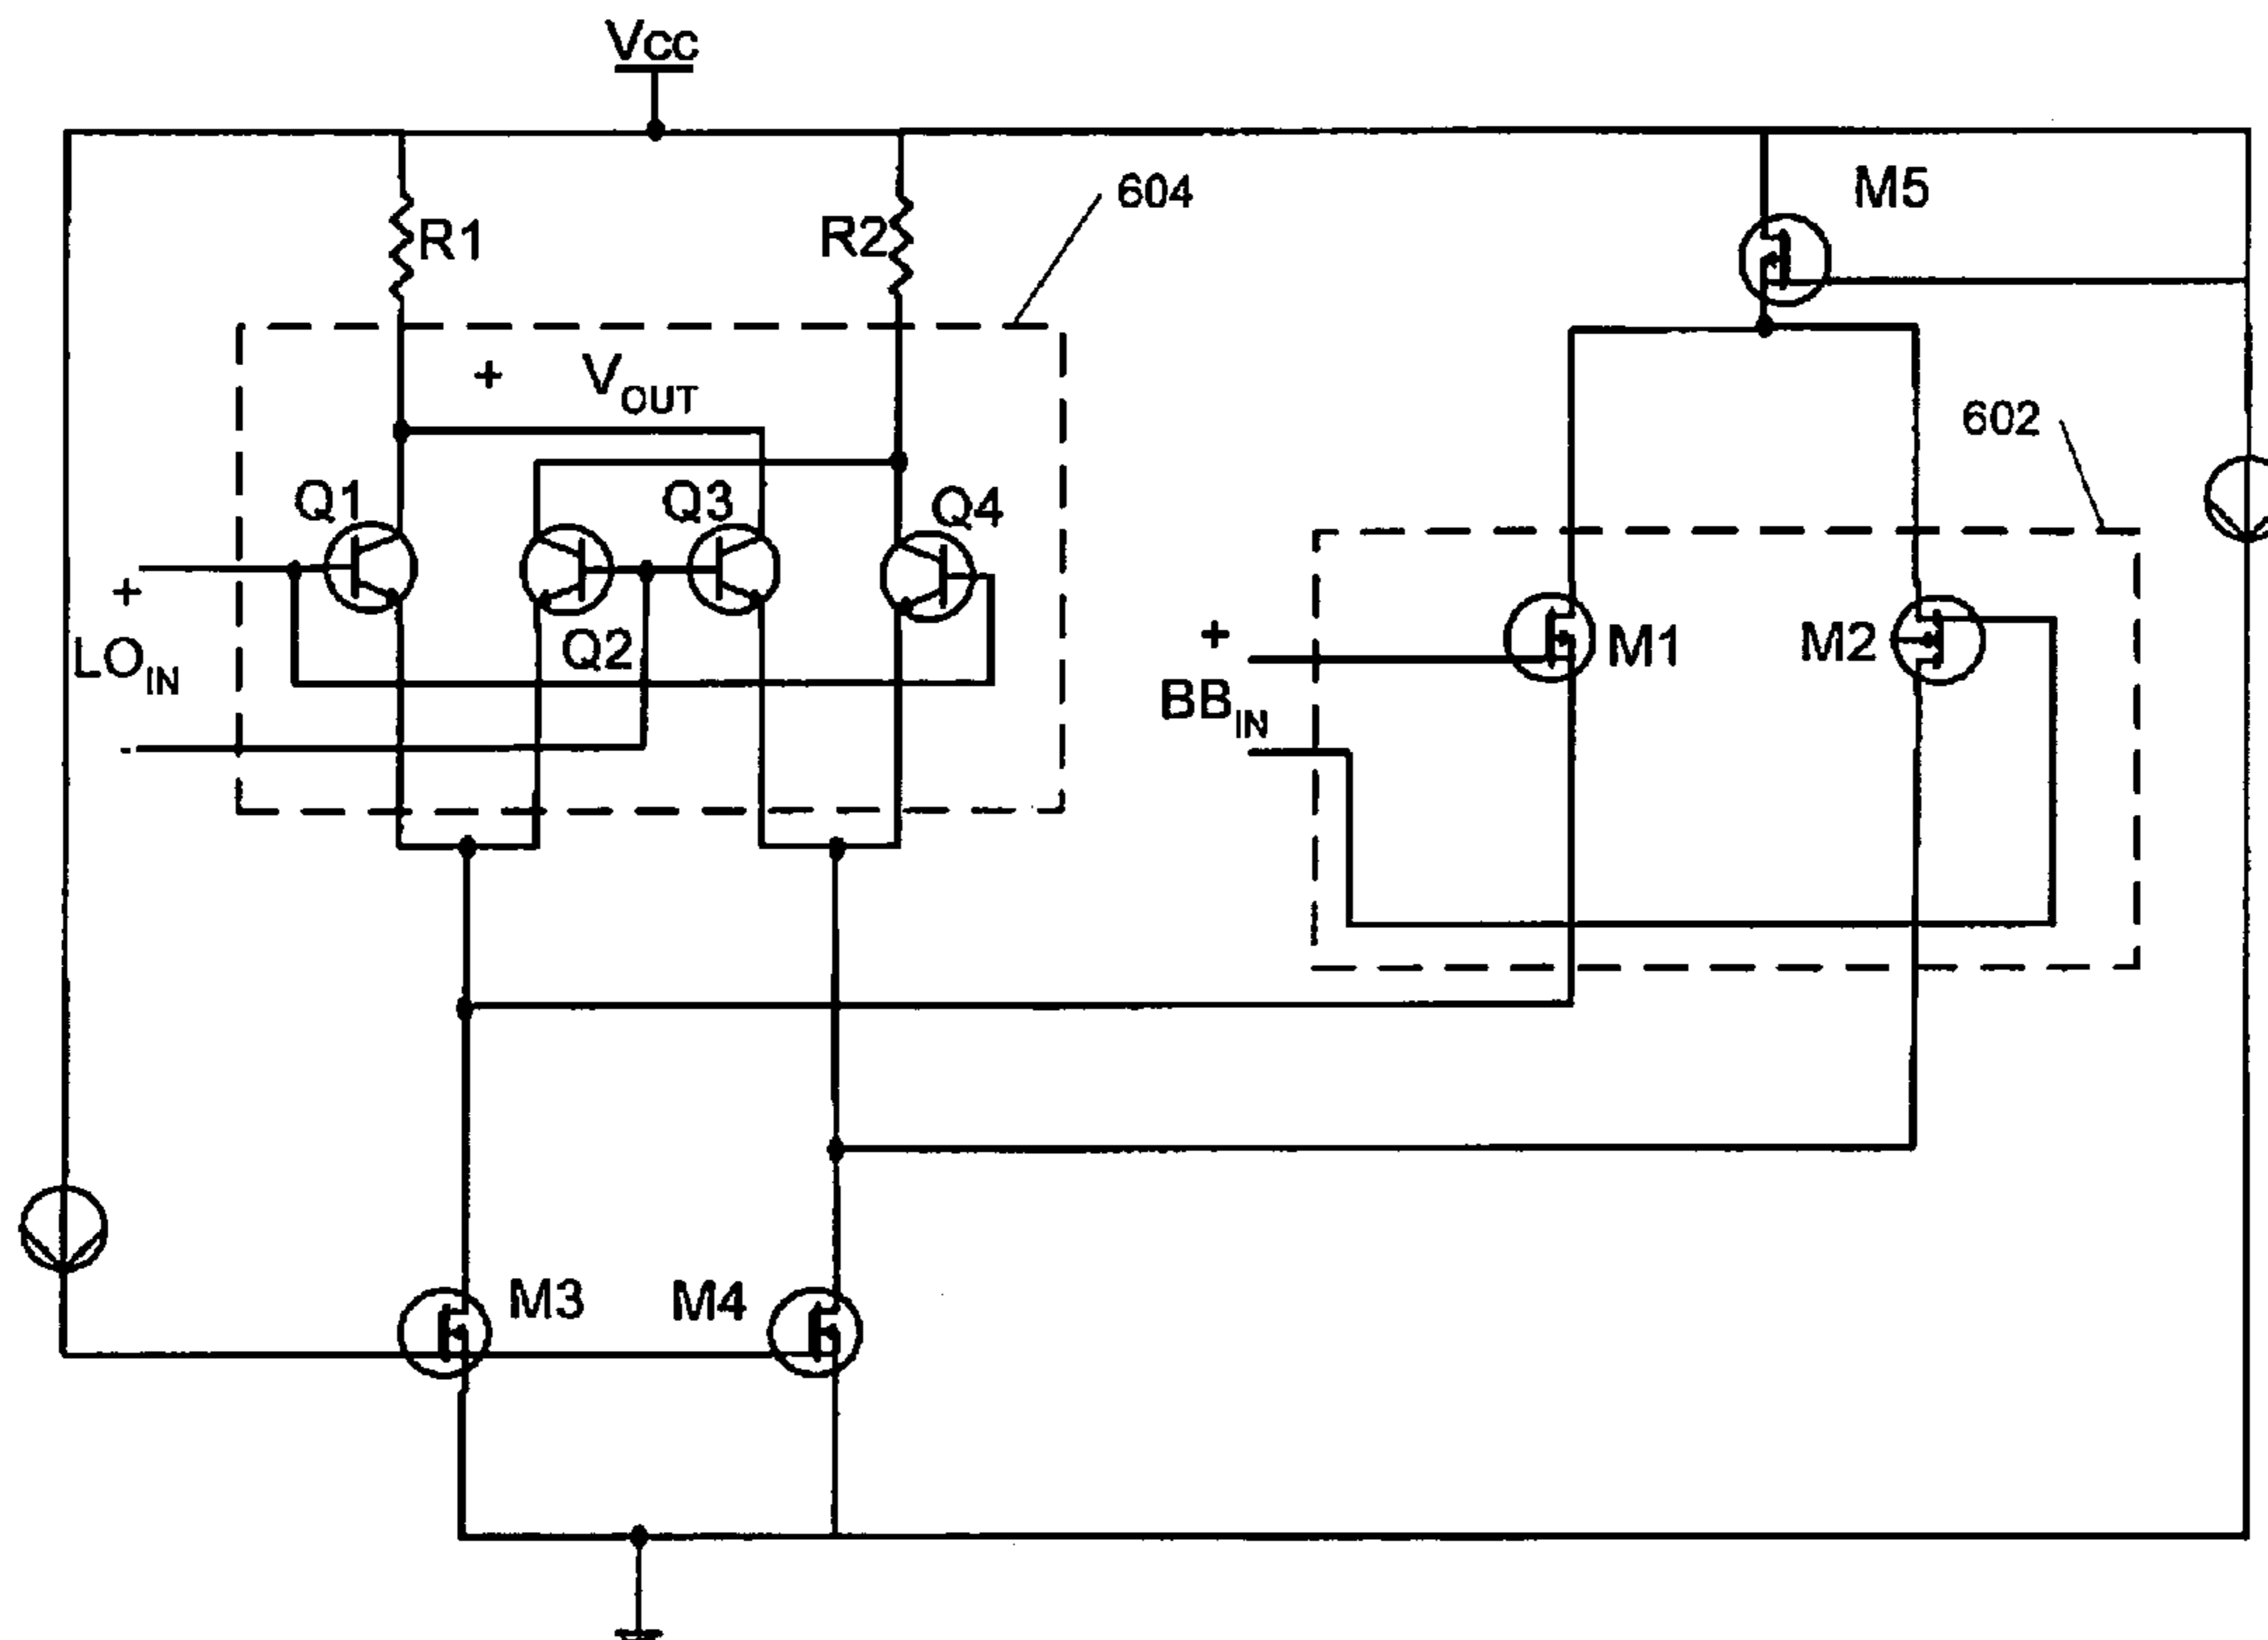 Vcc
604
M5
R1
R2
+ VOUT
602
Q1
Q3
Q4
+
Q2
LOIN
-
+
M1
M2
BBIN
M3
M4